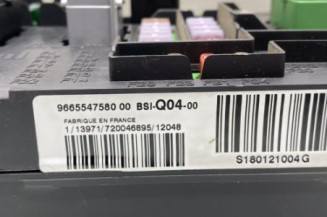 9665547580 00 BSI-Q04-00
FABRIQUE EN FRANCE
1/13971/720046895/12048
S180121004G